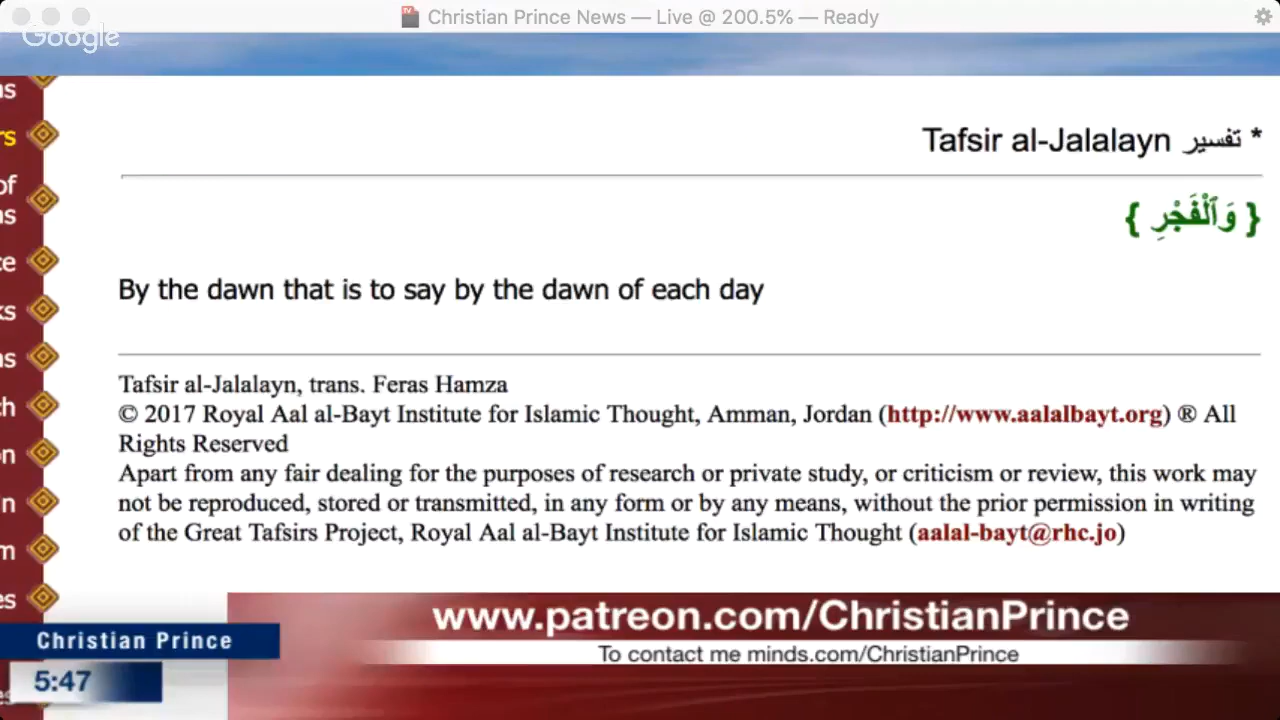 Christian Prince News — Live @ 200.5% — Ready
Google
* تفسير Tafsir al-Jalalayn
{ وَٱلْفَجْرِ }
By the dawn that is to say by the dawn of each day
Tafsir al-Jalalayn, trans. Feras Hamza
© 2017 Royal Aal al-Bayt Institute for Islamic Thought, Amman, Jordan (http://www.aalalbayt.org) ® All
Rights Reserved
Apart from any fair dealing for the purposes of research or private study, or criticism or review, this work may
not be reproduced, stored or transmitted, in any form or by any means, without the prior permission in writing
of the Great Tafsirs Project, Royal Aal al-Bayt Institute for Islamic Thought (aalal-bayt@rhc.jo)
www.patreon.com/ChristianPrince
To contact me minds.com/ChristianPrince
Christian Prince
5:47